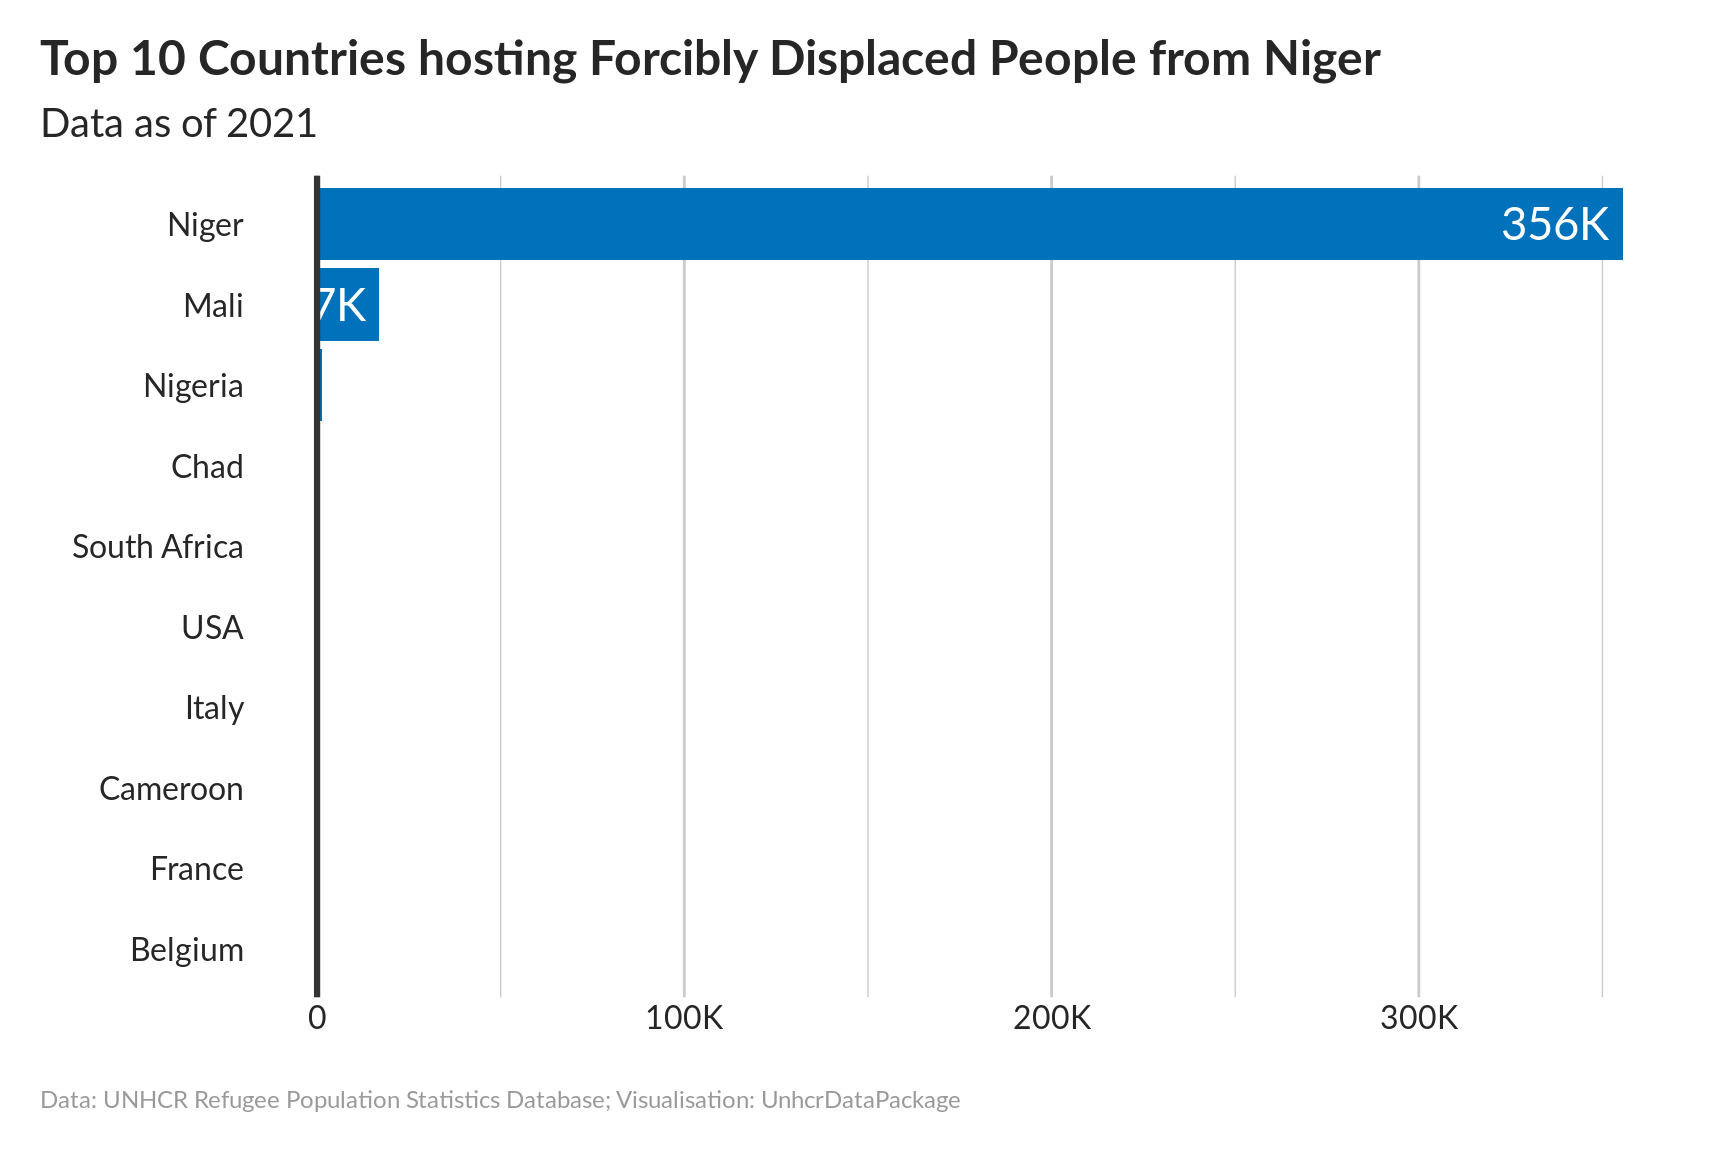 Top 10 Countries hosting Forcibly Displaced People from Niger
Data as of 2021
Niger
356K
Mali
7K
Nigeria
Chad
South Africa
USA
Italy
Cameroon
France
Belgium
0
100K
200K
300K
Data: UNHCR Refugee Population Statistics Database; Visualisation: UnhcrDataPackage